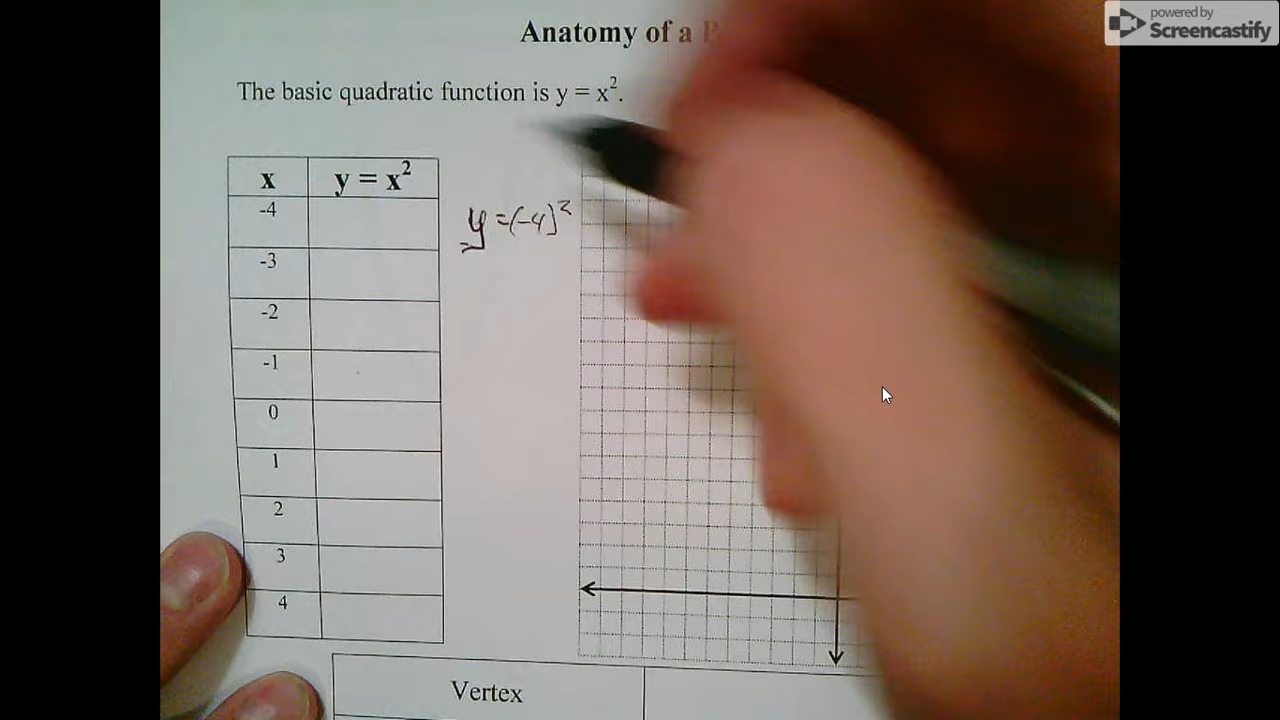 powered by
Screencastify
Anatomy of a
The basic quadratic function is y = x².
x y = x²
-4
y = (-4)²
-3
-2
-1
0
1
2
3
4
Vertex